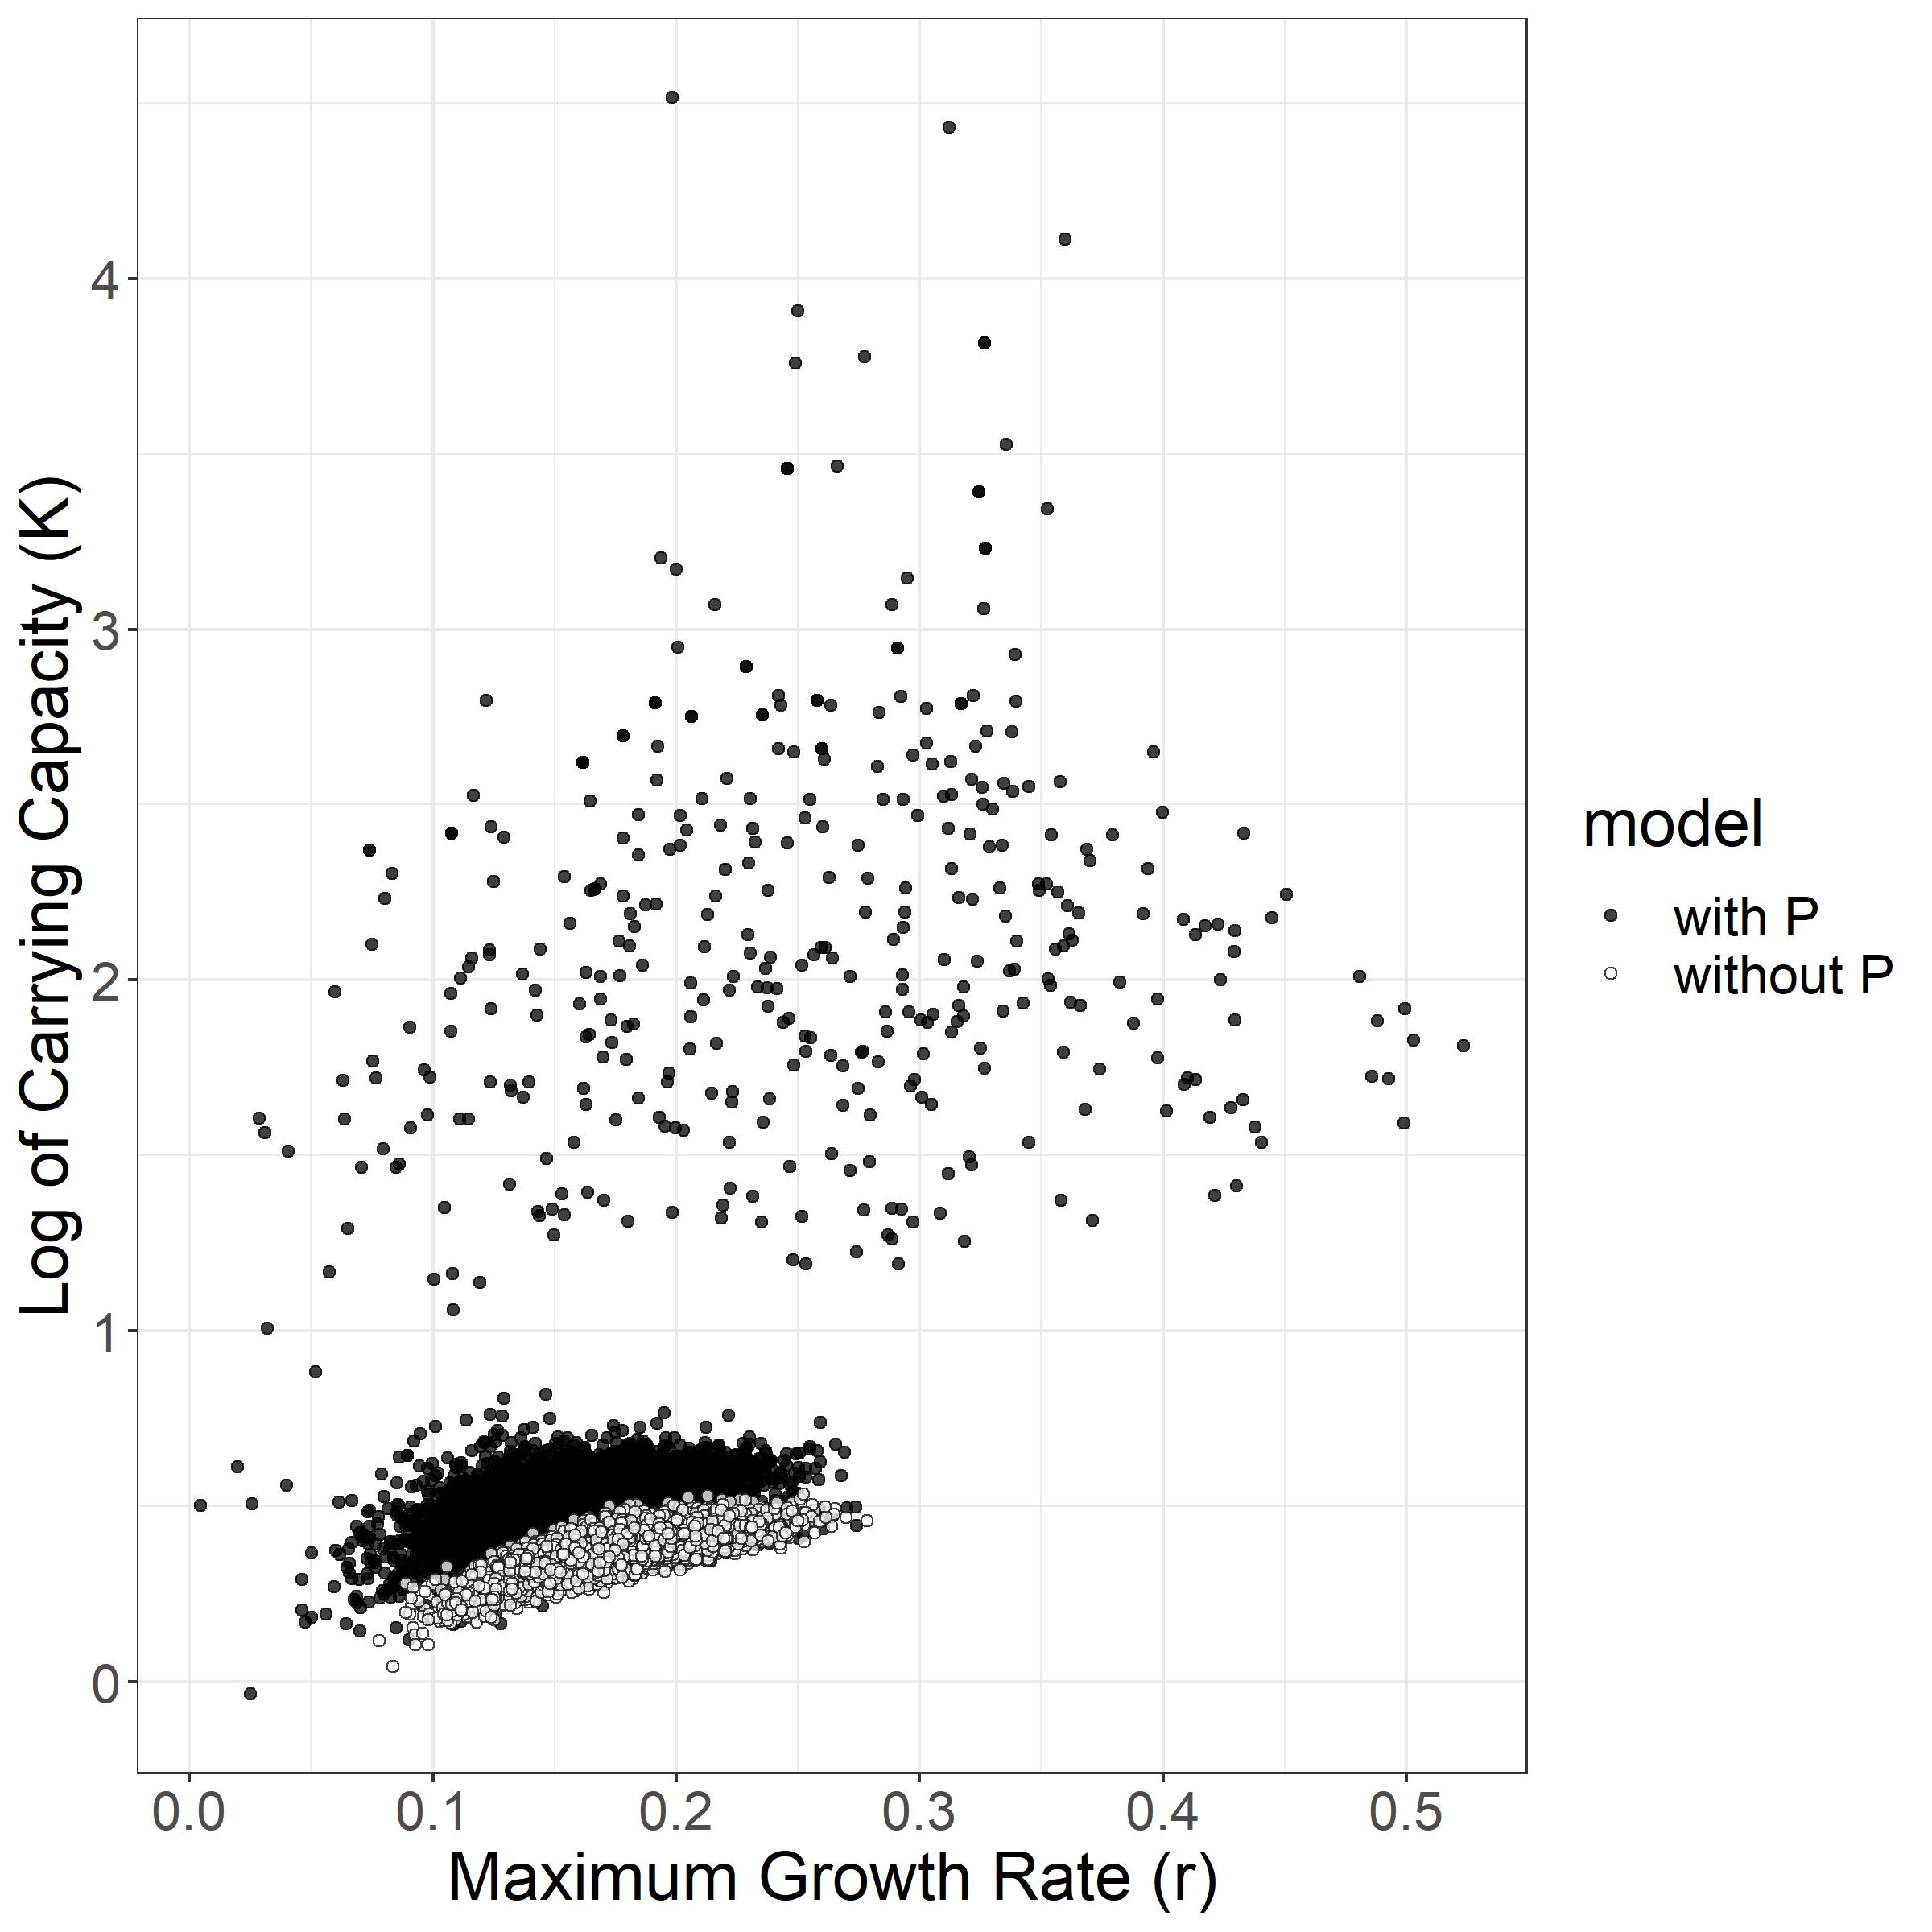 Log of Carrying Capacity (K)
4
3
2
1
0
0.0 0.1 0.2 0.3 0.4 0.5
Maximum Growth Rate (r)
model
with P
without P